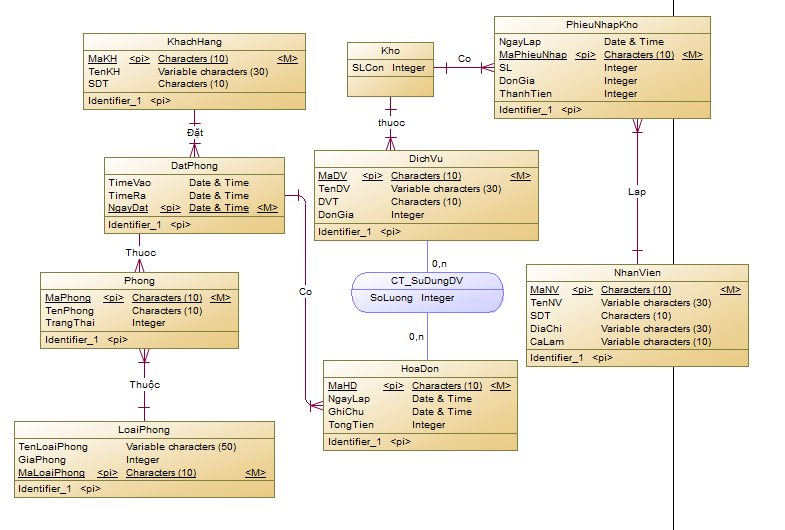 KhachHang
MaKH <pi> Characters (10) <M>
TenKH Variable characters (30)
SDT Characters (10)
Identifier_1 <pi>
Đặt
DatPhong
TimeVao Date & Time
TimeRa Date & Time
NgayDat <pi> Date & Time <M>
Identifier_1 <pi>
Thuoc
Phong
MaPhong <pi> Characters (10) <M>
TenPhong Characters (10)
TrangThai Integer
Identifier_1 <pi>
Thuộc
LoaiPhong
TenLoaiPhong Variable characters (50)
GiaPhong Integer
MaLoaiPhong <pi> Characters (10) <M>
Identifier_1 <pi>
Kho
SLCon Integer
Co
thuoc
DichVu
MaDV <pi> Characters (10) <M>
TenDV Variable characters (30)
DVT Characters (10)
DonGia Integer
Identifier_1 <pi>
0,n
CT_SuDungDV
SoLuong Integer
0,n
Co
HoaDon
MaHD <pi> Characters (10) <M>
NgayLap Date & Time
GhiChu Date & Time
TongTien Integer
Identifier_1 <pi>
PhieuNhapKho
NgayLap Date & Time
MaPhieuNhap <pi> Characters (10) <M>
SL Integer
DonGia Integer
ThanhTien Integer
Identifier_1 <pi>
Lap
NhanVien
MaNV <pi> Characters (10) <M>
TenNV Variable characters (30)
SDT Characters (10)
DiaChi Variable characters (30)
CaLam Variable characters (10)
Identifier_1 <pi>